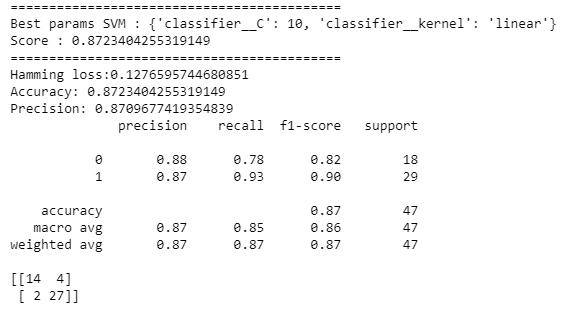 ==========================================
Best params SVM : {'classifier__C': 10, 'classifier__kernel': 'linear'}
Score : 0.8723404255319149
==========================================
Hamming loss:0.1276595744680851
Accuracy: 0.8723404255319149
Precision: 0.8709677419354839
              precision    recall  f1-score   support

           0       0.88      0.78      0.82        18
           1       0.87      0.93      0.90        29

    accuracy                           0.87        47
   macro avg       0.87      0.85      0.86        47
weighted avg       0.87      0.87      0.87        47

[[14  4]
 [ 2 27]]